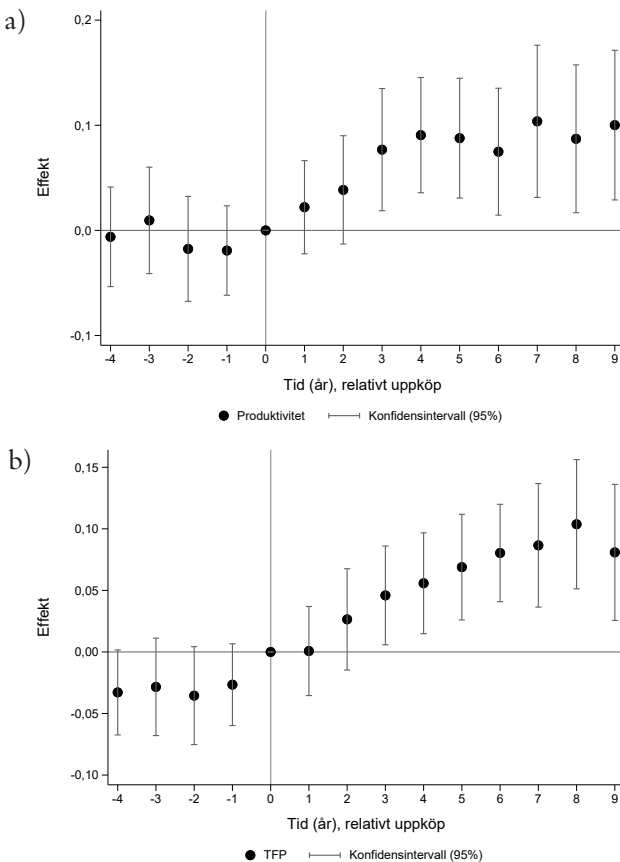 a)
0,2
0,1
0,0
-0,1
Effekt
-4 -3 -2 -1 0 1 2 3 4 5 6 7 8 9
Tid (år), relativt uppköp
Produktivitet Konfidensintervall (95%)
b)
0,15
0,10
0,05
0,00
-0,05
-0,10
Effekt
-4 -3 -2 -1 0 1 2 3 4 5 6 7 8 9
Tid (år), relativt uppköp
TFP Konfidensintervall (95%)